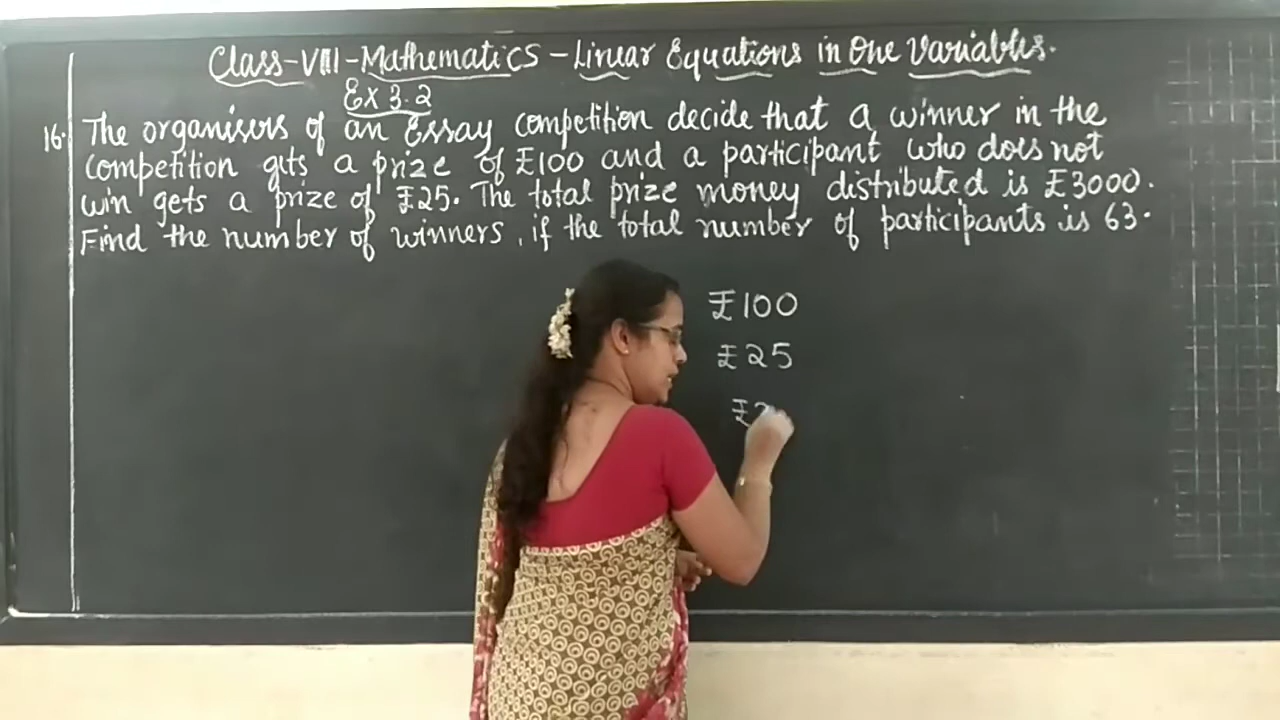 Class-VIII-Mathematics-Linear Equations in One Variables.
Ex 3.2
16. The organisers of an Essay competition decide that a winner in the
competition gets a prize of ₹100 and a participant who does not
win gets a prize of ₹25. The total prize money distributed is ₹3000.
Find the number of winners, if the total number of participants is 63.
₹100
₹25
₹